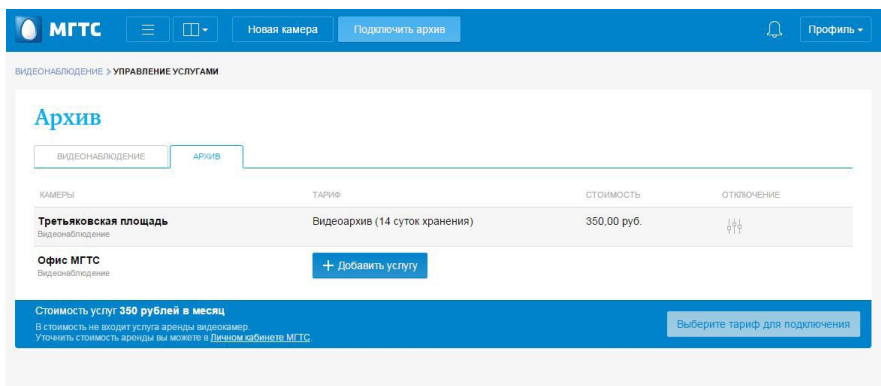 МГТС Новая камера Подключить архив Профиль
ВИДЕОНАБЛЮДЕНИЕ > УПРАВЛЕНИЕ УСЛУГАМИ
Архив
ВИДЕОНАБЛЮДЕНИЕ АРХИВ
КАМЕРЫ ТАРИФ СТОИМОСТЬ ОТКЛЮЧЕНИЕ
Третьяковская площадь Видеоархив (14 суток хранения) 350,00 руб.
Видеонаблюдение
Офис МГТС + Добавить услугу
Видеонаблюдение
Стоимость услуг 350 рублей в месяц
В стоимость не входит услуга аренды видеокамер. Выберите тариф для подключения
Уточнить стоимость аренды вы можете в Личном кабинете МГТС.